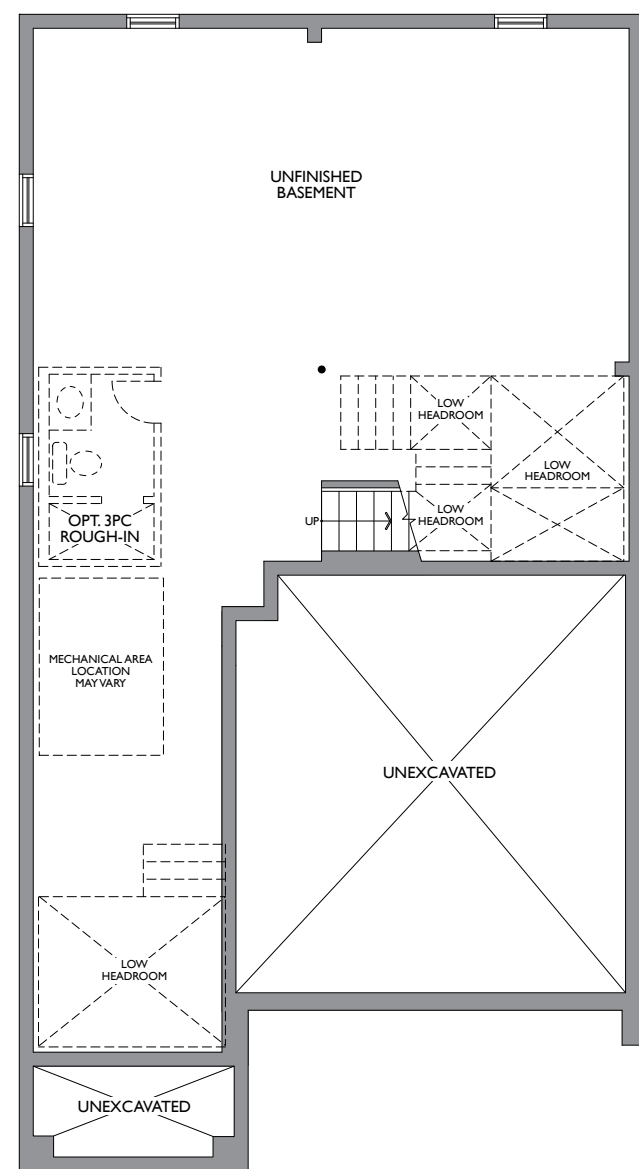 UNFINISHED
BASEMENT
LOW
HEADROOM
LOW
HEADROOM
LOW
HEADROOM
UP
OPT. 3PC
ROUGH-IN
MECHANICAL AREA
LOCATION
MAY VARY
UNEXCAVATED
LOW
HEADROOM
UNEXCAVATED